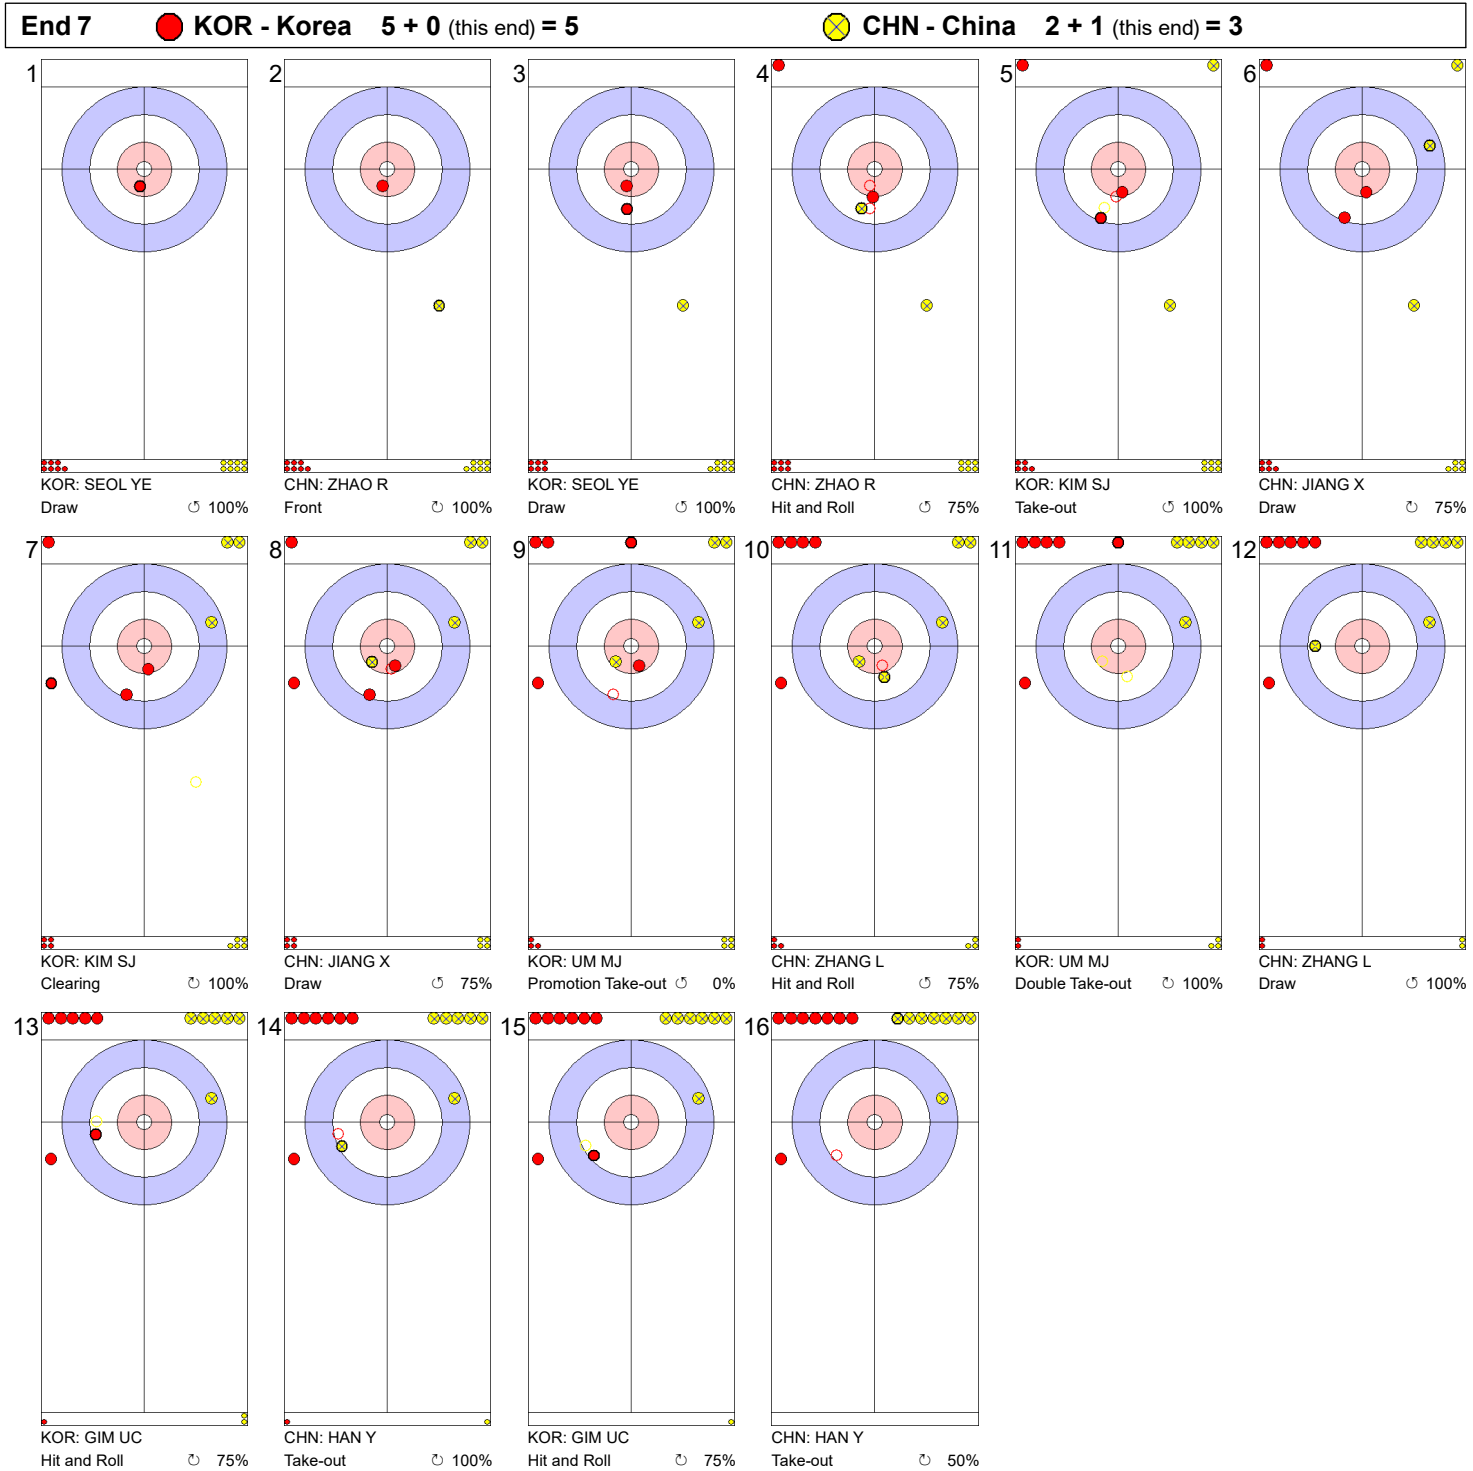 End 7 KOR - Korea 5 + 0 (this end) = 5 CHN - China 2 + 1 (this end) = 3
1 2 3 4 5 6
KOR: SEOL YE CHN: ZHAO R KOR: SEOL YE CHN: ZHAO R KOR: KIM SJ CHN: JIANG X
Draw ↺ 100% Front ↻ 100% Draw ↺ 100% Hit and Roll ↺ 75% Take-out ↺ 100% Draw ↻ 75%
7 8 9 10 11 12
KOR: KIM SJ CHN: JIANG X KOR: UM MJ CHN: ZHANG L KOR: UM MJ CHN: ZHANG L
Clearing ↻ 100% Draw ↻ 75% Promotion Take-out ↺ 0% Hit and Roll ↺ 75% Double Take-out ↺ 100% Draw ↺ 100%
13 14 15 16
KOR: GIM UC CHN: HAN Y KOR: GIM UC CHN: HAN Y
Hit and Roll ↻ 75% Take-out ↻ 100% Hit and Roll ↻ 75% Take-out ↻ 50%